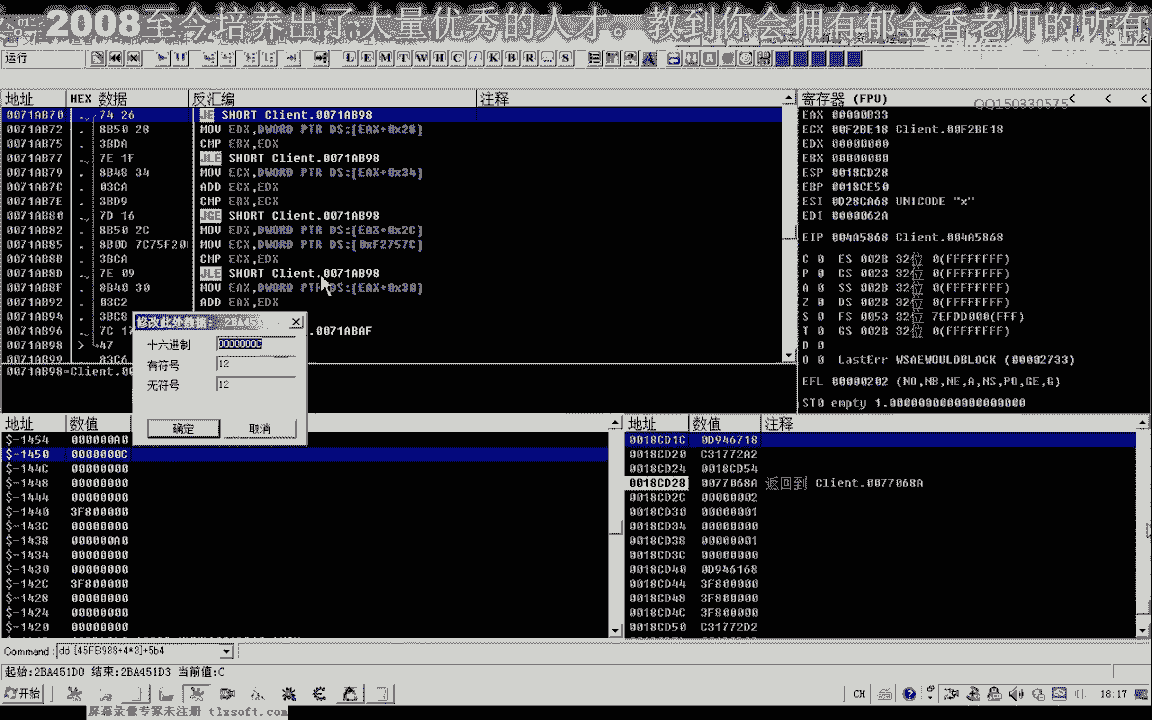 2008至今培养出了大量优秀的人才。教到你会拥有郁金香老师的所有
运行
L E M T W H C / K B R ... S
地址 HEX 数据 反汇编 注释
0071AB70 74 26 JE SHORT Client.0071AB98
0071AB72 8B50 28 MOV EDX,DWORD PTR DS:[EAX+0x28]
0071AB75 3BDA CMP EBX,EDX
0071AB77 7E 1F JLE SHORT Client.0071AB98
0071AB79 8B48 34 MOV ECX,DWORD PTR DS:[EAX+0x34]
0071AB7C 03CA ADD ECX,EDX
0071AB7E 3BD9 CMP EBX,ECX
0071AB80 7D 16 JGE SHORT Client.0071AB98
0071AB82 8B50 2C MOV EDX,DWORD PTR DS:[EAX+0x2C]
0071AB85 8B0D 7C75F20 MOV ECX,DWORD PTR DS:[0xF2757C]
0071AB8B 3BCA CMP ECX,EDX
0071AB8D 7E 09 JLE SHORT Client.0071AB98
0071AB8F 8B40 30 MOV EAX,DWORD PTR DS:[EAX+0x30]
0071AB92 03C2 ADD EAX,EDX
0071AB94 3BC8
0071AB96 7C 17 .0071ABAF
0071AB98 > 47
0071AB99 83C6
0071AB98=Client.00
修改此处数据: 2BA451
十六进制 0000000C
有符号 12
无符号 12
确定 取消
寄存器 (FPU) < < <
QQ150330575
EAX 00000B33
ECX 00F2BE18 Client.00F2BE18
EDX 00000000
EBX 00000088
ESP 0018CD28
EBP 0018CE50
ESI 0D28CA68 UNICODE "x"
EDI 0000062A
EIP 004A5868 Client.004A5868
C 0 ES 002B 32位 0(FFFFFFFF)
P 0 CS 0023 32位 0(FFFFFFFF)
A 0 SS 002B 32位 0(FFFFFFFF)
Z 0 DS 002B 32位 0(FFFFFFFF)
S 0 FS 0053 32位 7EFDD000(FFF)
T 0 GS 002B 32位 0(FFFFFFFF)
D 0
O 0 LastErr WSAEWOULDBLOCK (00002733)
EFL 00000202 (NO,NB,NE,A,NS,PO,GE,G)
ST0 empty 1.0000000000000000000
地址 数值
$-1454 000000A0
$-1450 0000000C
$-144C 00000000
$-1448 00000000
$-1444 00000000
$-1440 3F800000
$-143C 00000000
$-1438 000000A0
$-1434 00000000
$-1430 00000000
$-142C 3F800000
$-1428 00000000
$-1424 00000000
$-1420 00000000
地址 数值 注释
0018CD1C 0D946718
0018CD20 C31772A2
0018CD24 0018CD54
0018CD28 0077068A 返回到 Client.0077068A
0018CD2C 00000002
0018CD30 00000001
0018CD34 00000000
0018CD38 00000001
0018CD3C 00000000
0018CD40 0D946168
0018CD44 3F800000
0018CD48 3F800000
0018CD4C 3F800000
0018CD50 C31772D2
Command: dd [45FB988+4*8]+5b4
起始:2BA451D0 结束:2BA451D3 当前值:C
开始 CH 18:17
屏幕录像专家未注册 tlxsoft.com